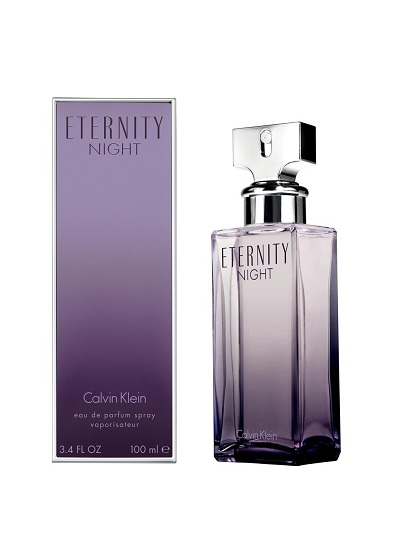 ETERNITY
NIGHT
Calvin Klein
eau de parfum spray
vaporisateur
3.4 FL OZ 100 ml ℮
ETERNITY
NIGHT
Calvin Klein